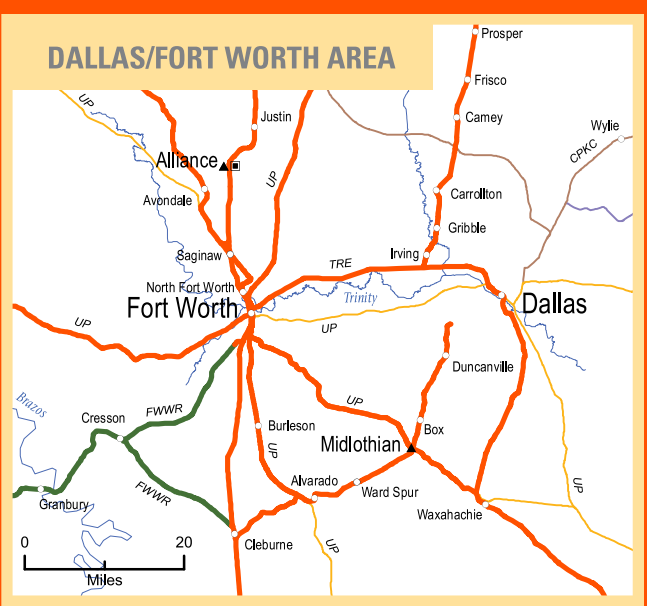 DALLAS/FORT WORTH AREA
Prosper
Frisco
UP
Justin
Camey
Wylie
CPKC
Alliance
UP
Avondale
Carrollton
Gribble
Saginaw
Irving
TRE
North Fort Worth
Trinity
Fort Worth
Dallas
UP
UP
Duncanville
Brazos
UP
FWWR
Cresson
Burleson
Box
Midlothian
UP
Alvarado
Ward Spur
FWWR
UP
Granbury
Waxahachie
Cleburne
UP
0 20
Miles